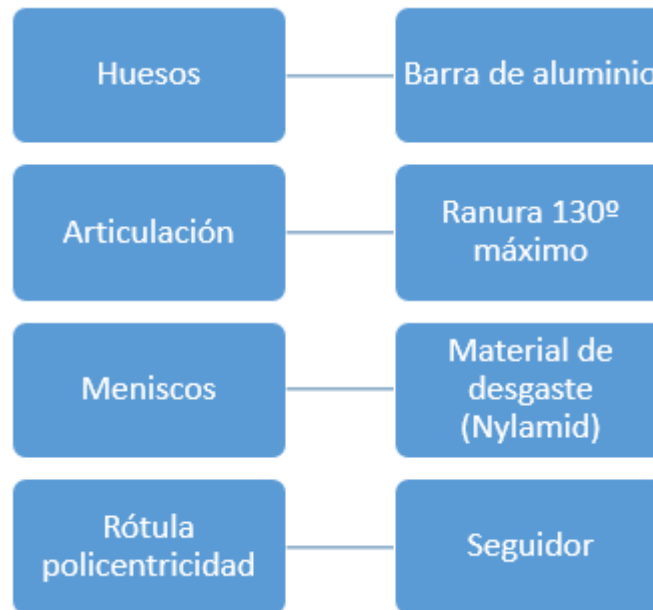 Huesos
Barra de aluminio
Articulación
Ranura 130º
máximo
Meniscos
Material de
desgaste
(Nylamid)
Rótula
policentricidad
Seguidor